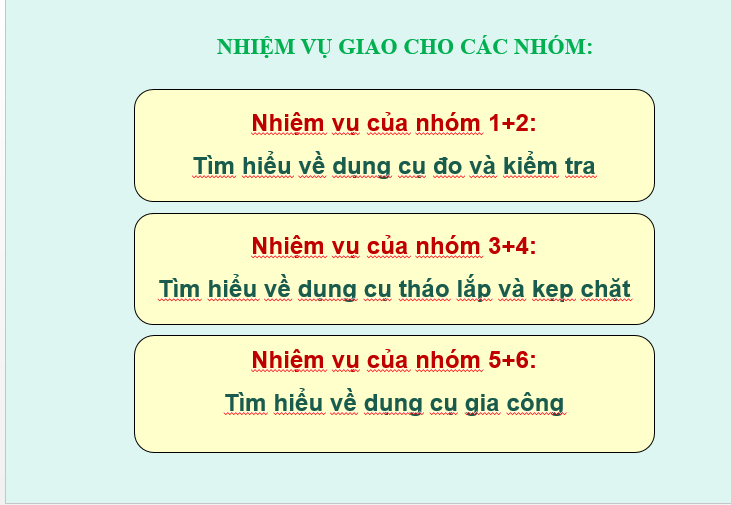 NHIỆM VỤ GIAO CHO CÁC NHÓM:
Nhiệm vụ của nhóm 1+2:
Tìm hiểu về dụng cụ đo và kiểm tra
Nhiệm vụ của nhóm 3+4:
Tìm hiểu về dụng cụ tháo lắp và kẹp chặt
Nhiệm vụ của nhóm 5+6:
Tìm hiểu về dụng cụ gia công